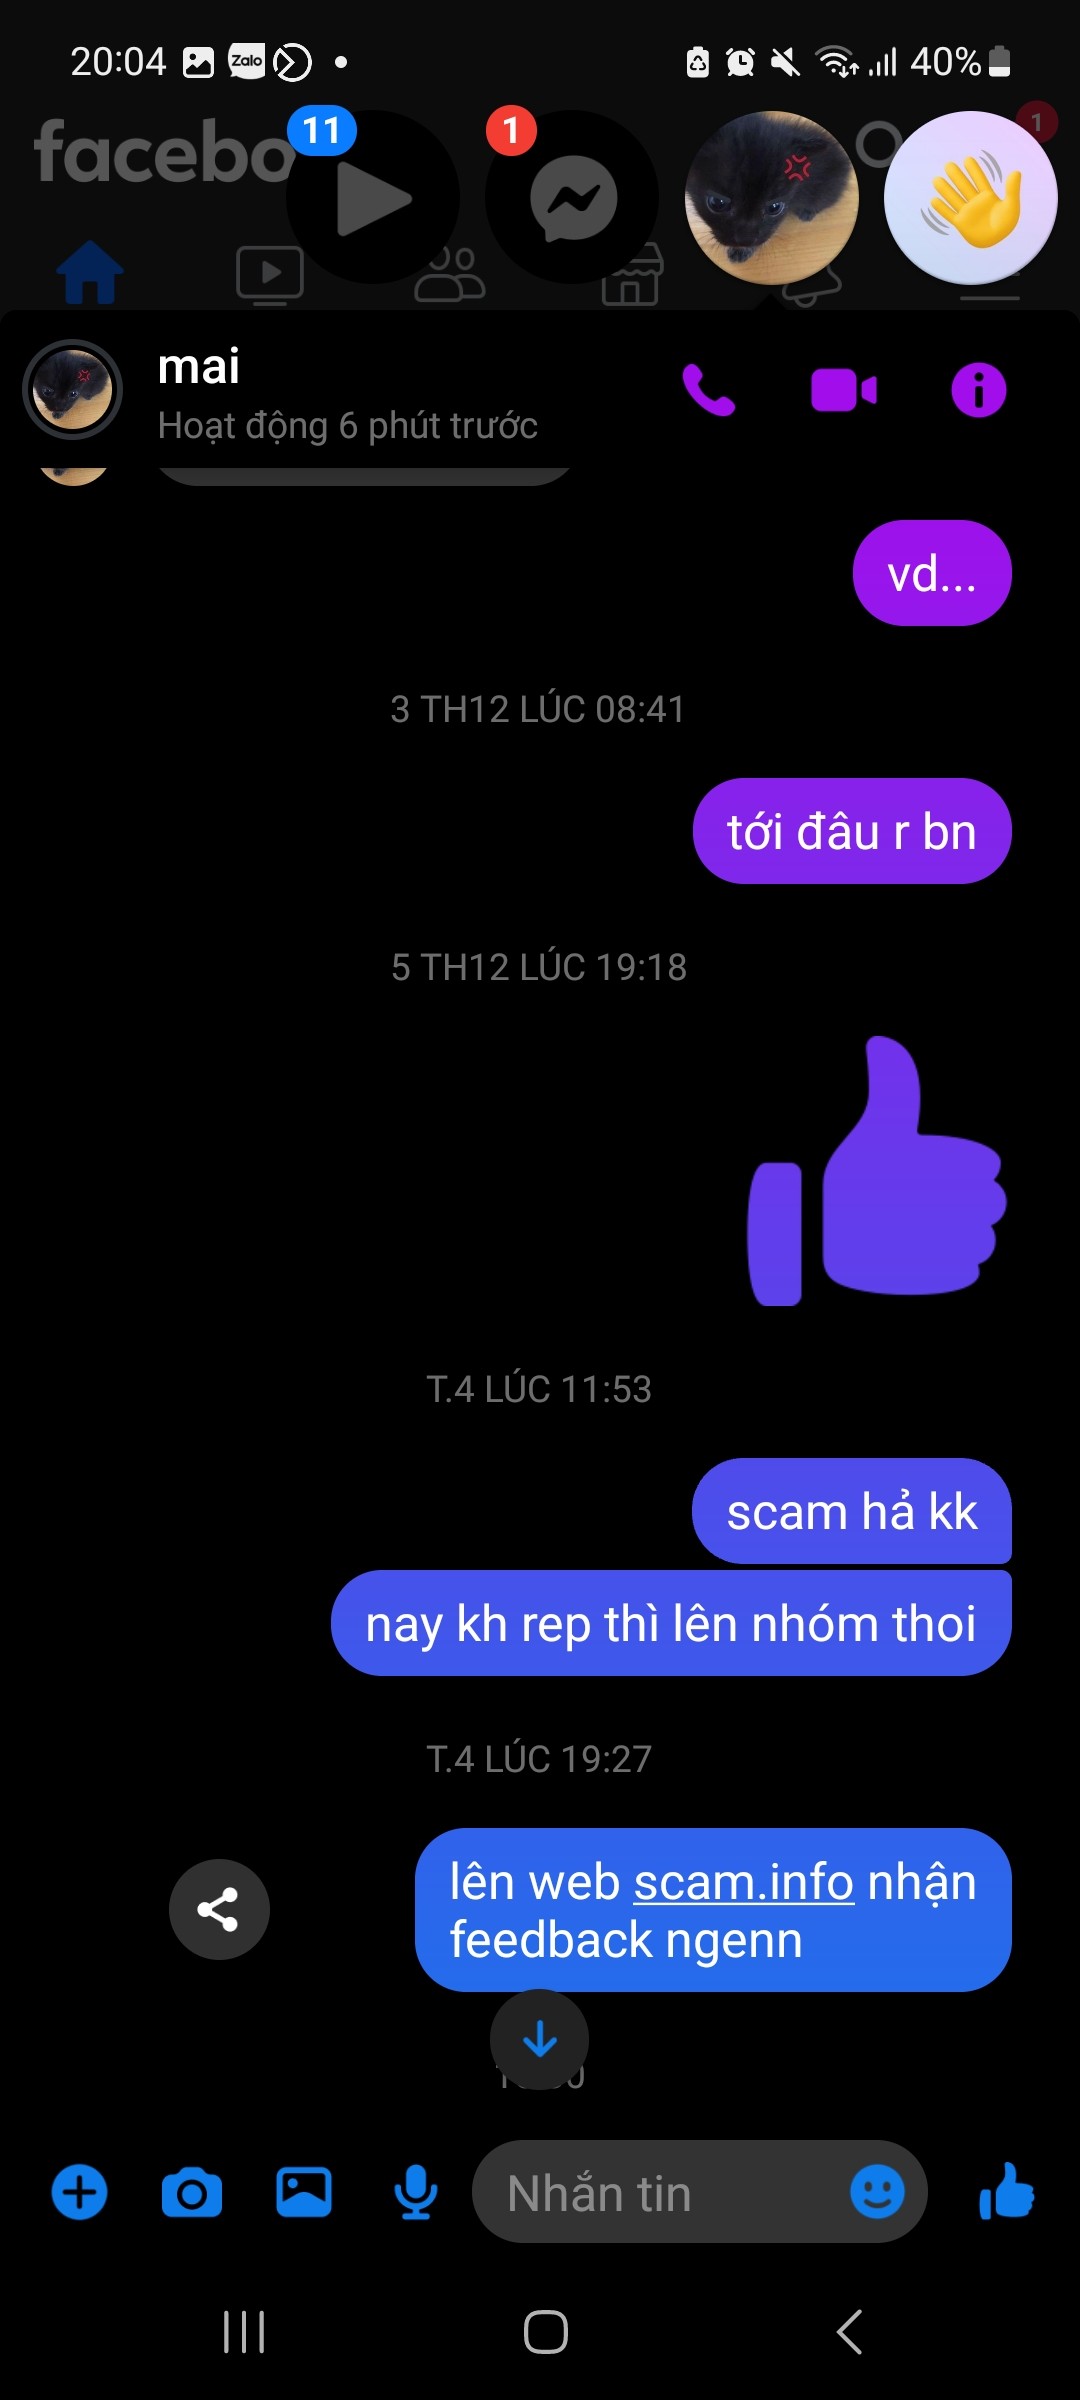 20:04
Zalo
40%
facebo
11
1
1
mai
Hoạt động 6 phút trước
vd...
3 TH12 LÚC 08:41
tới đâu r bn
5 TH12 LÚC 19:18
T.4 LÚC 11:53
scam hả kk
nay kh rep thì lên nhóm thoi
T.4 LÚC 19:27
lên web scam.info nhận
feedback ngenn
Nhắn tin